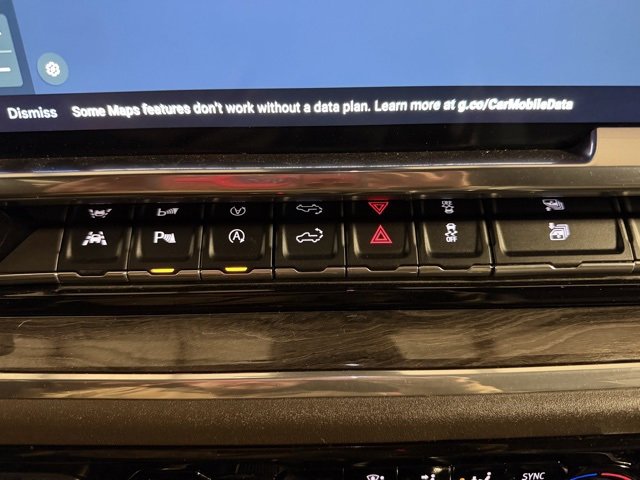 Dismiss Some Maps features don't work without a data plan. Learn more at g.co/CarMobileData
P A OFF
SYNC